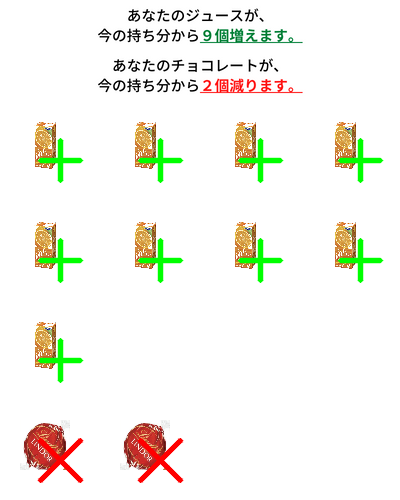 あなたのジュースが、
今の持ち分から９個増えます。
あなたのチョコレートが、
今の持ち分から２個減ります。
LINDOR
LINDOR